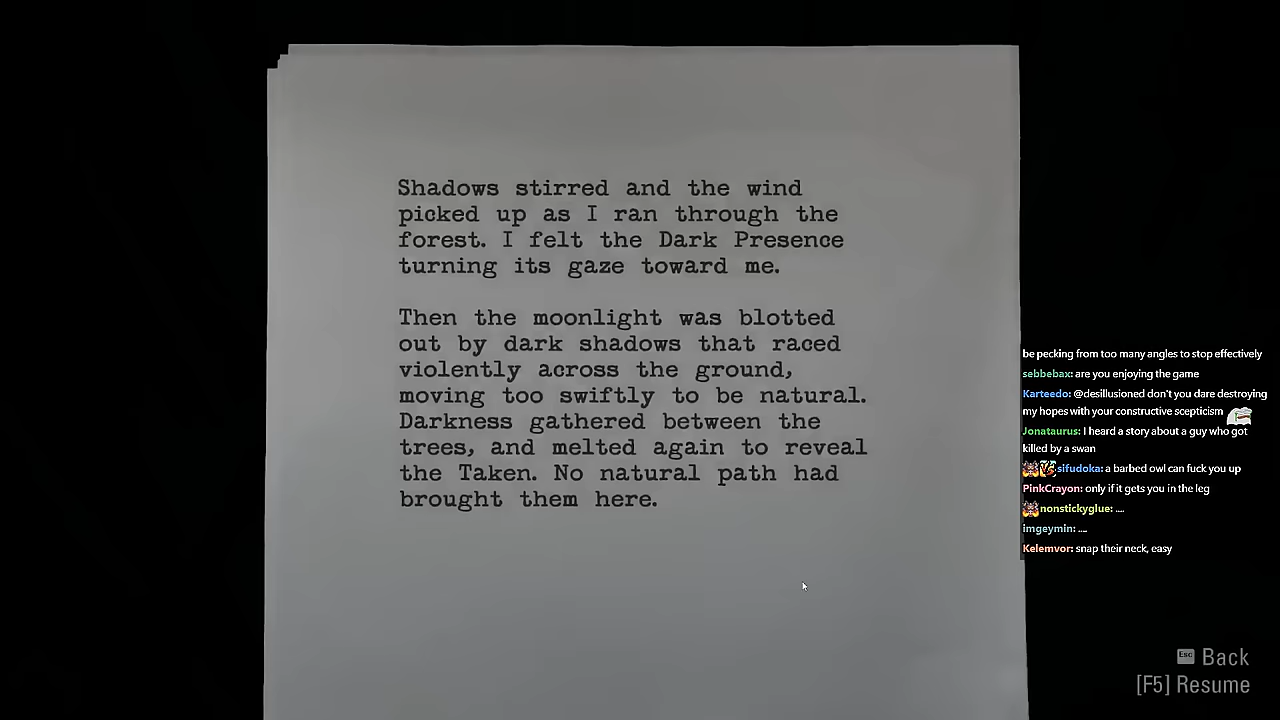 Shadows stirred and the wind
picked up as I ran through the
forest. I felt the Dark Presence
turning its gaze toward me.
Then the moonlight was blotted
out by dark shadows that raced
violently across the ground,
moving too swiftly to be natural.
Darkness gathered between the
trees, and melted again to reveal
the Taken. No natural path had
brought them here.
be pecking from too many angles to stop effectively
sebbebax: are you enjoying the game
Karteedo: @desillusioned don't you dare destroying
my hopes with your constructive scepticism
Jonataurus: I heard a story about a guy who got
killed by a swan
sifudoka: a barbed owl can fuck you up
PinkCrayon: only if it gets you in the leg
nonstickyglue: ....
imgeymin: ....
Kelemvor: snap their neck, easy
Esc Back
[F5] Resume